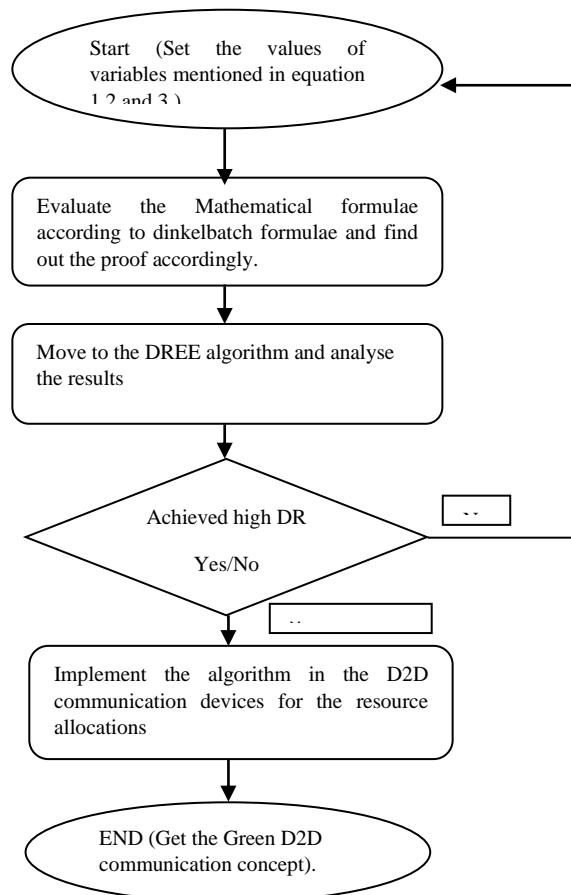 Start (Set the values of
variables mentioned in equation
1,2 and 3.)
Evaluate the Mathematical formulae
according to dinkelbatch formulae and find
out the proof accordingly.
Move to the DREE algorithm and analyse
the results
Achieved high DR
Yes/No
Implement the algorithm in the D2D
communication devices for the resource
allocations
END (Get the Green D2D
communication concept).